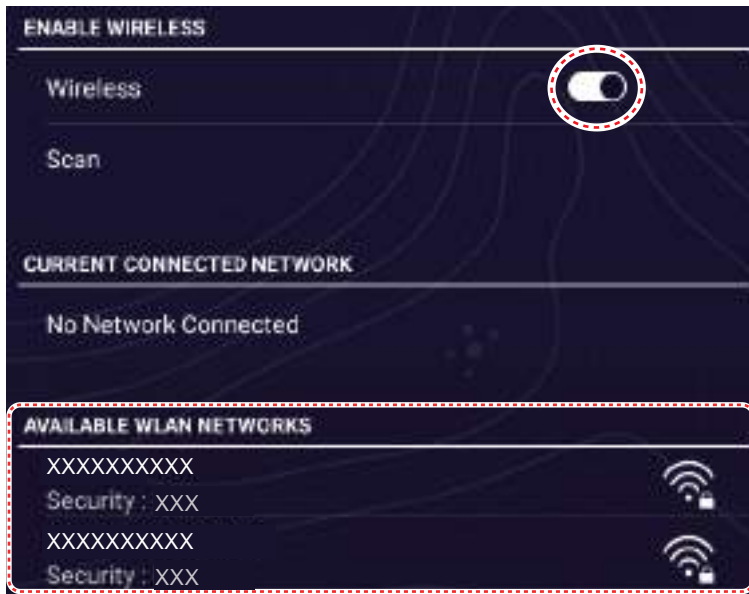 ENABLE WIRELESS
Wireless
Scan
CURRENT CONNECTED NETWORK
No Network Connected
AVAILABLE WLAN NETWORKS
XXXXXXXXXX
Security : XXX
XXXXXXXXXX
Security : XXX